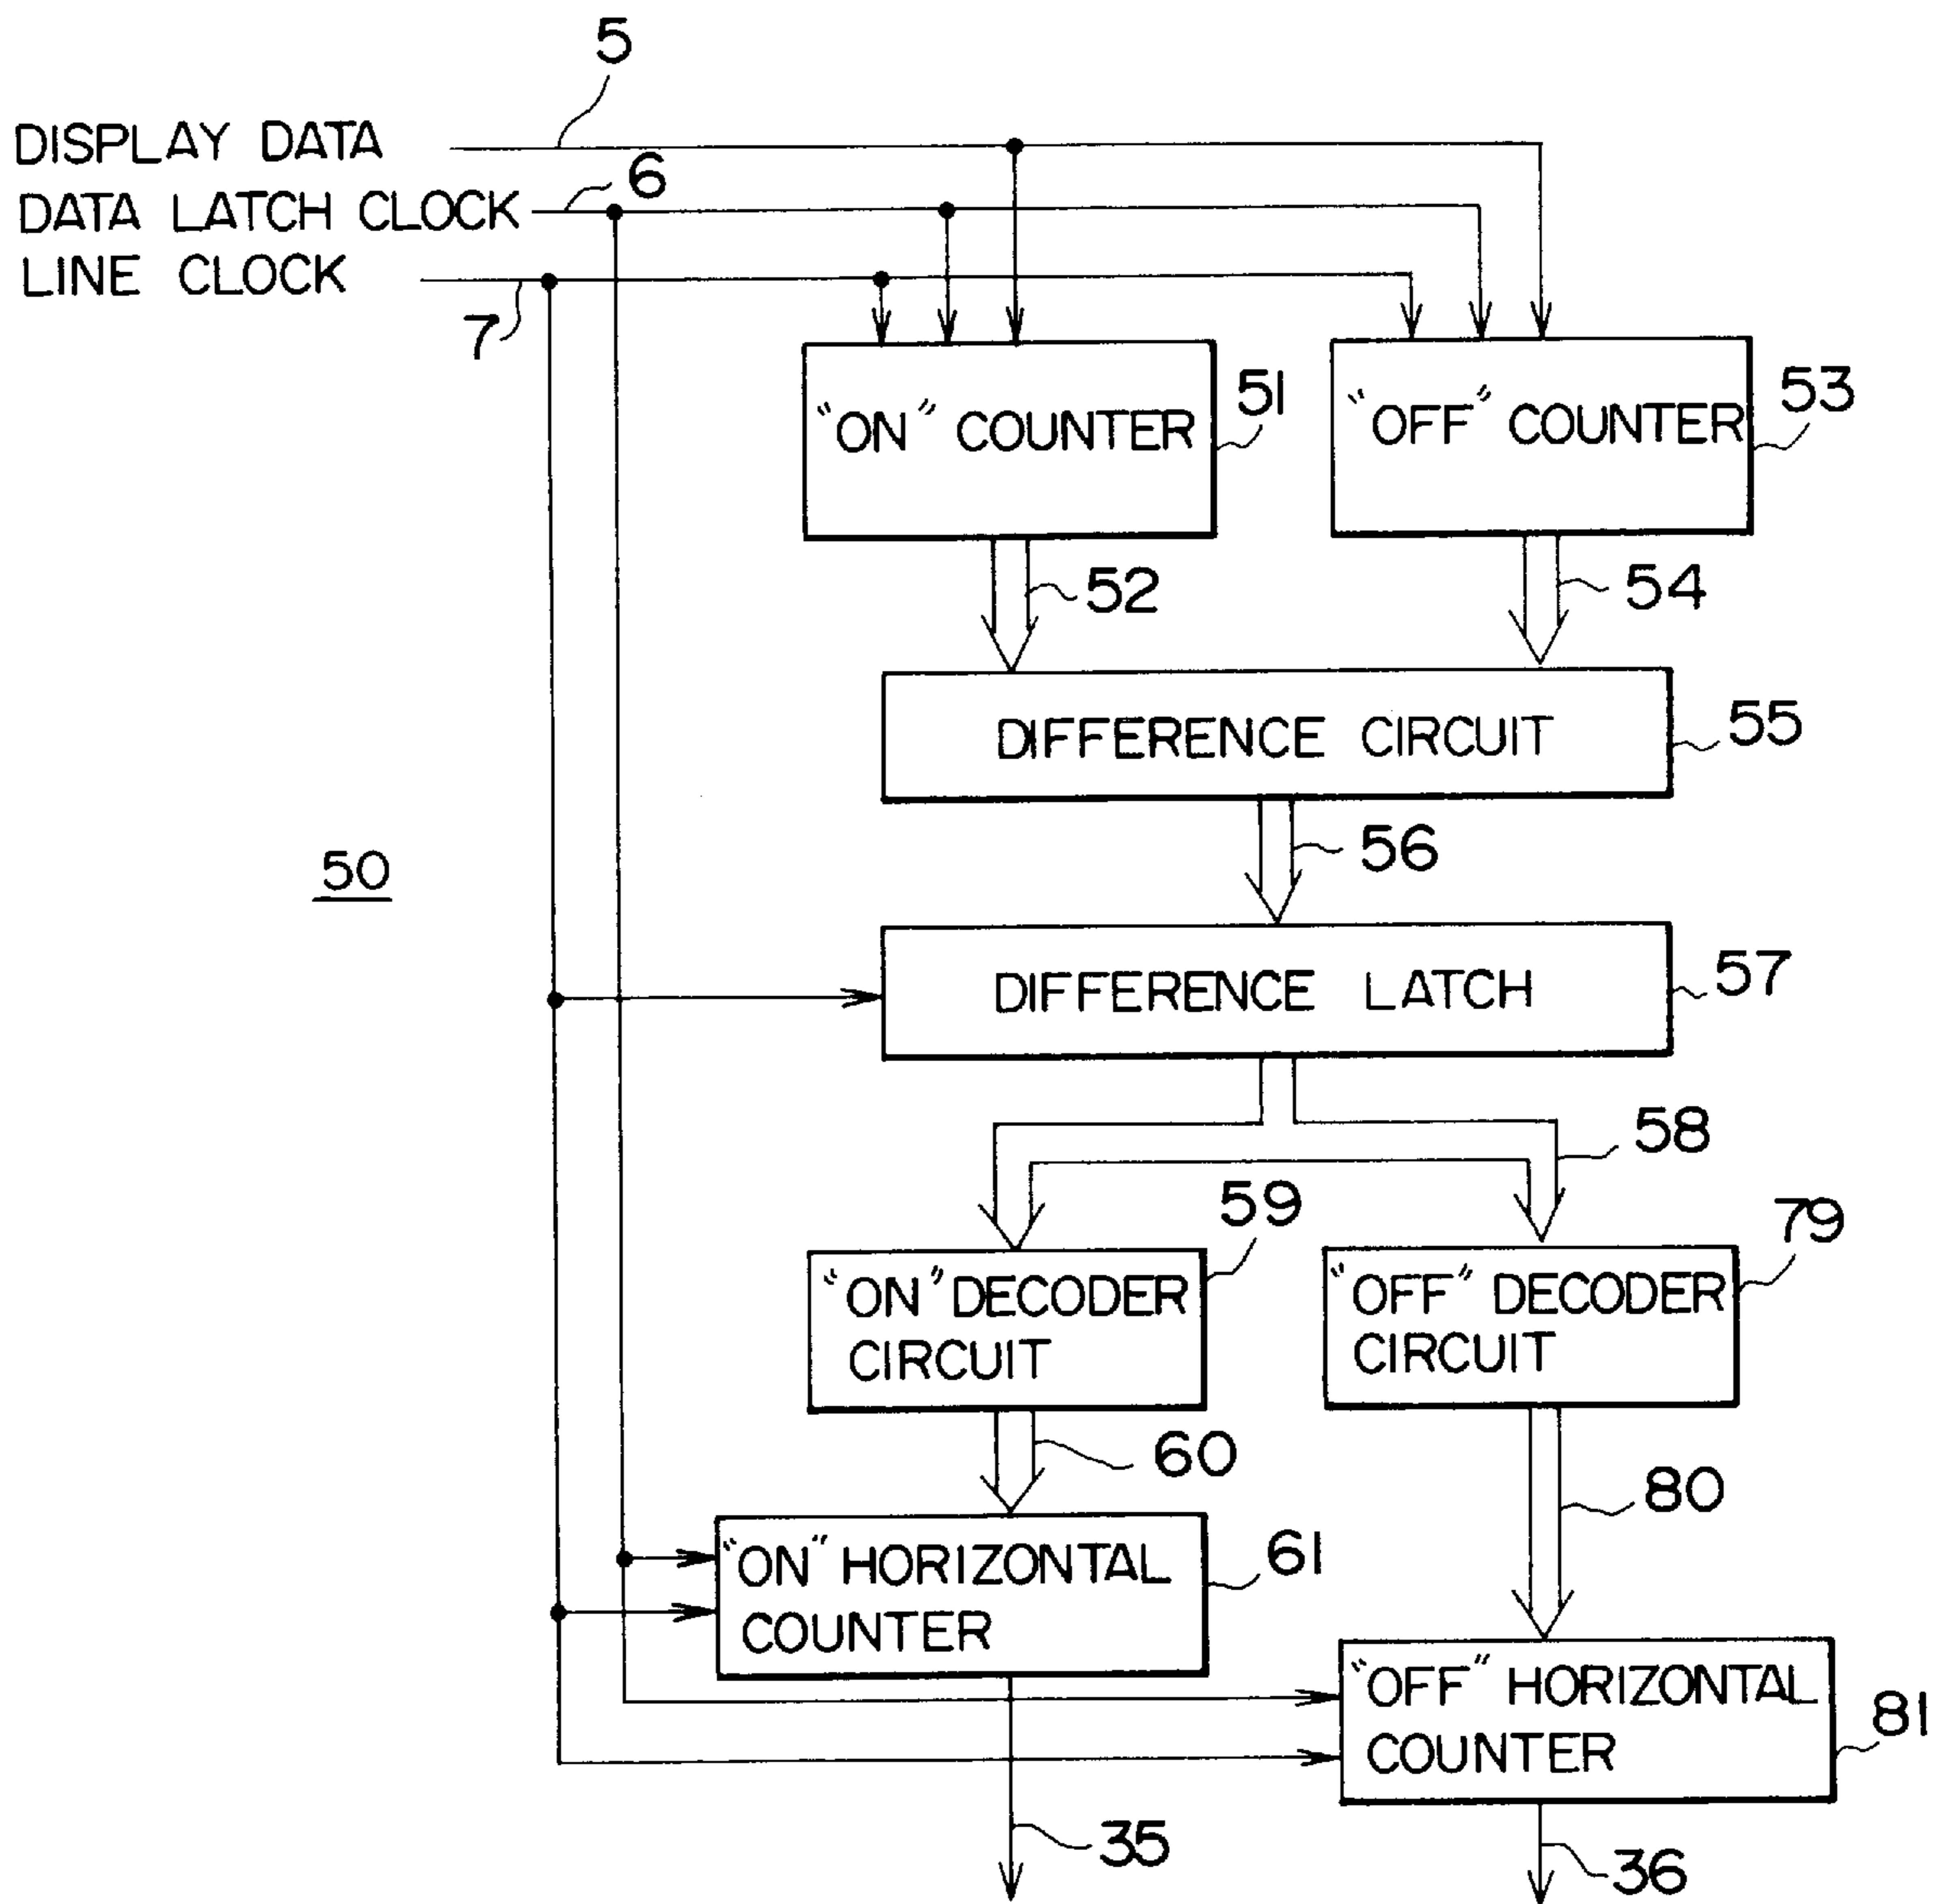 5
DISPLAY DATA
6
DATA LATCH CLOCK
LINE CLOCK
7
"ON" COUNTER
51
"OFF" COUNTER
53
52
54
DIFFERENCE CIRCUIT
55
56
50
DIFFERENCE LATCH
57
58
59
79
"ON" DECODER
CIRCUIT
"OFF" DECODER
CIRCUIT
60
80
"ON" HORIZONTAL
COUNTER
61
"OFF" HORIZONTAL
COUNTER
81
35
36